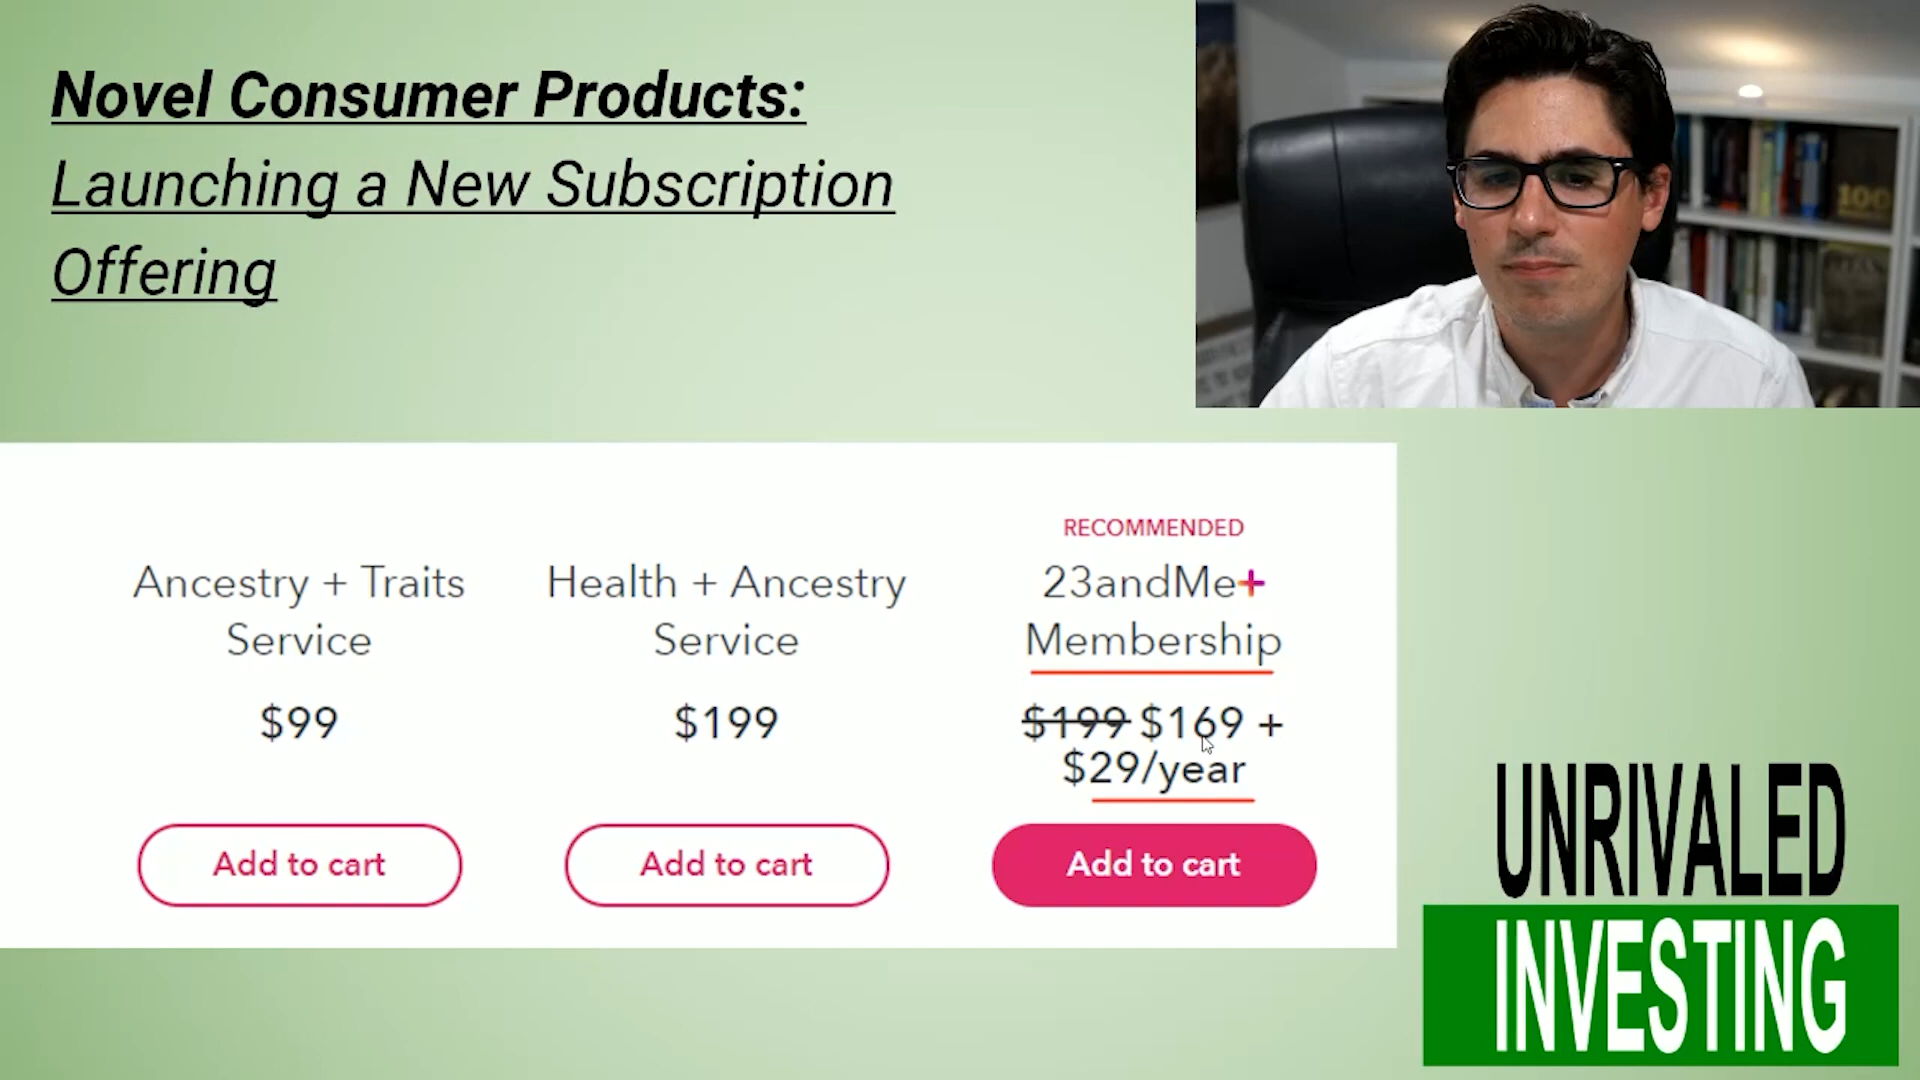 Novel Consumer Products:
Launching a New Subscription
Offering
100
RECOMMENDED
Ancestry + Traits
Service
$99
Add to cart
Health + Ancestry
Service
$199
Add to cart
23andMe+
Membership
$199 $169 +
$29/year
Add to cart
UNRIVALED
INVESTING